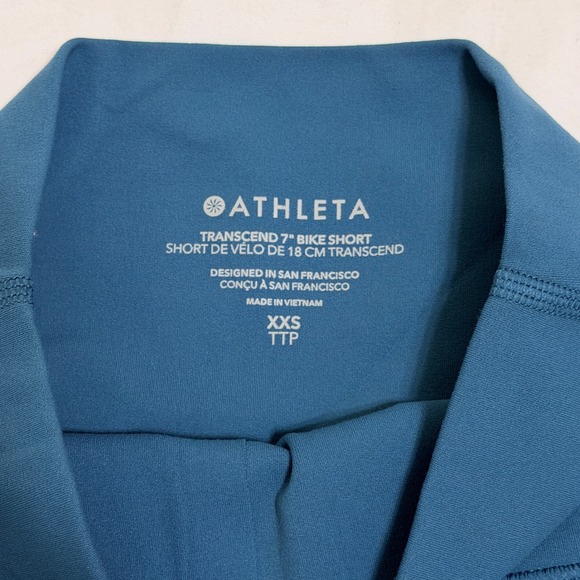 ATHLETA
TRANSCEND 7" BIKE SHORT
SHORT DE VÉLO DE 18 CM TRANSCEND
DESIGNED IN SAN FRANCISCO
CONÇU À SAN FRANCISCO
MADE IN VIETNAM
XXS
TTP